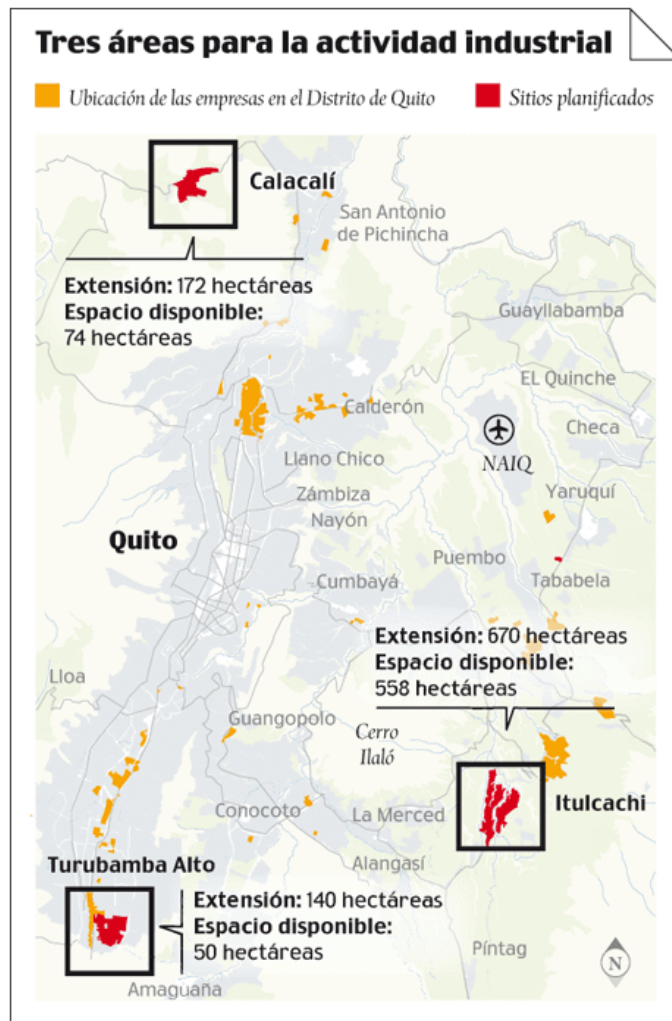 Tres áreas para la actividad industrial
Ubicación de las empresas en el Distrito de Quito
Sitios planificados
Calacalí
San Antonio
de Pichincha
Extensión: 172 hectáreas
Espacio disponible:
74 hectáreas
Guayllabamba
EL Quinche
Calderón
Checa
NAIQ
Llano Chico
Yaruquí
Zámbiza
Nayón
Quito
Puembo
Cumbayá
Tababela
Extensión: 670 hectáreas
Espacio disponible:
558 hectáreas
Lloa
Guangopolo
Cerro
Ilaló
Itulcachi
Conocoto
La Merced
Turubamba Alto
Alangasí
Extensión: 140 hectáreas
Espacio disponible:
50 hectáreas
Píntag
N
Amaguaña